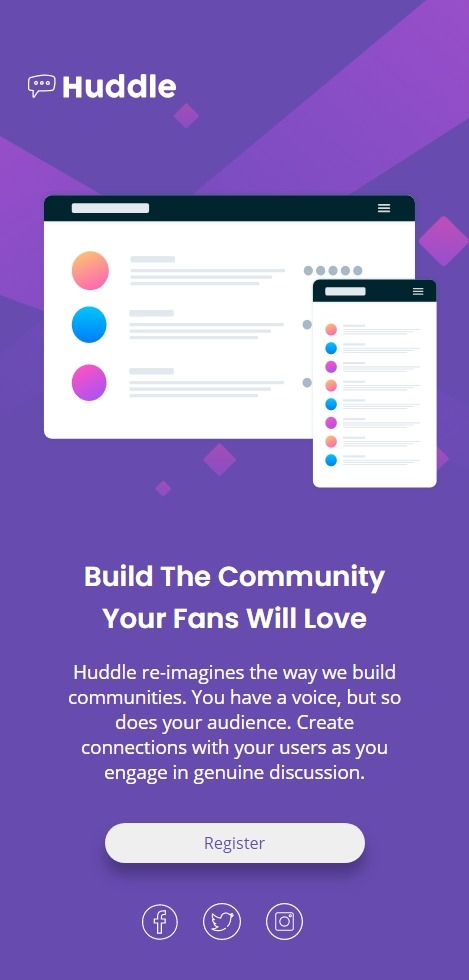 Huddle
Build The Community
Your Fans Will Love
Huddle re-imagines the way we build
communities. You have a voice, but so
does your audience. Create
connections with your users as you
engage in genuine discussion.
Register